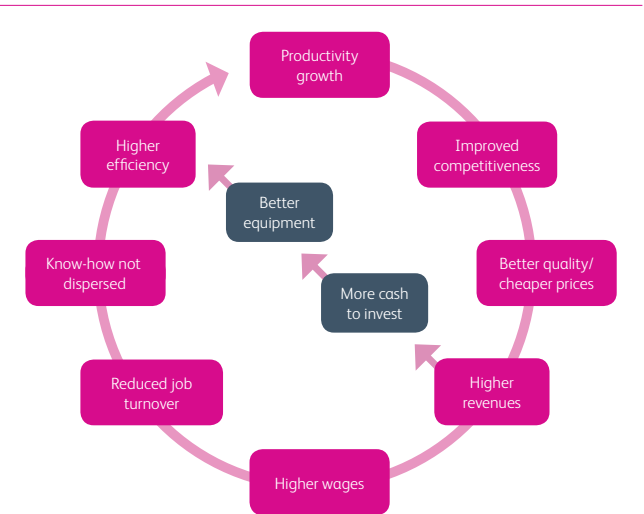 Productivity
growth
Improved
competitiveness
Better quality/
cheaper prices
Higher
revenues
Higher wages
Reduced job
turnover
Know-how not
dispersed
Higher
efficiency
Better
equipment
More cash
to invest